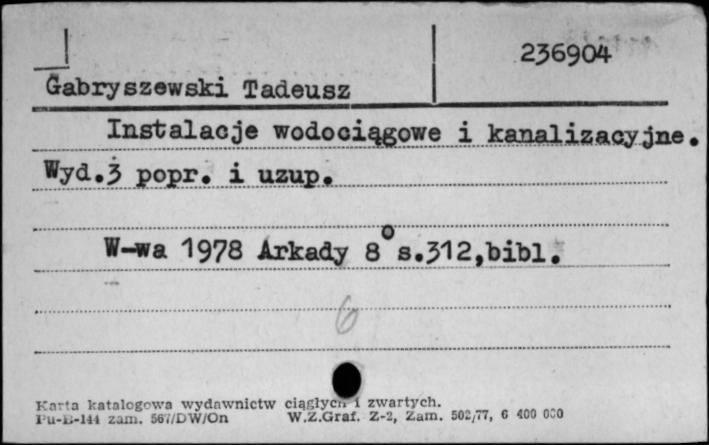 236904
Gabryszewski Tadeusz
Instalacje wodociągowe i kanalizacyjne.
Wyd.3 popr. i uzup.
W-wa 1978 Arkady 8° s.312,bibl.
6
Karta katalogowa wydawnictw ciągłych i zwartych.
Pu-B-144 zam. 567/DW/On W.Z.Graf. Z-2, Zam. 502/77, 6 400 000